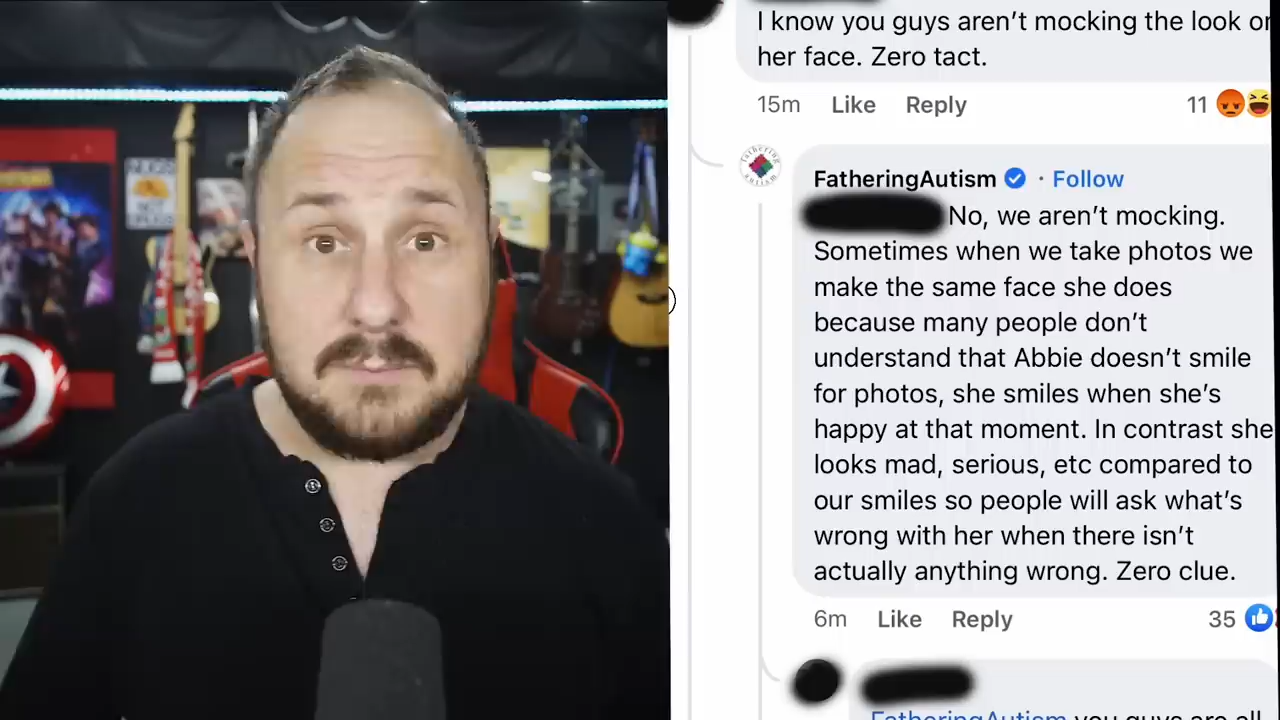 I know you guys aren't mocking the look on
her face. Zero tact.
15m Like Reply 11
fathering autism
FatheringAutism · Follow
No, we aren't mocking.
Sometimes when we take photos we
make the same face she does
because many people don't
understand that Abbie doesn't smile
for photos, she smiles when she's
happy at that moment. In contrast she
looks mad, serious, etc compared to
our smiles so people will ask what's
wrong with her when there isn't
actually anything wrong. Zero clue.
6m Like Reply 35
FatheringAutism you guys are all